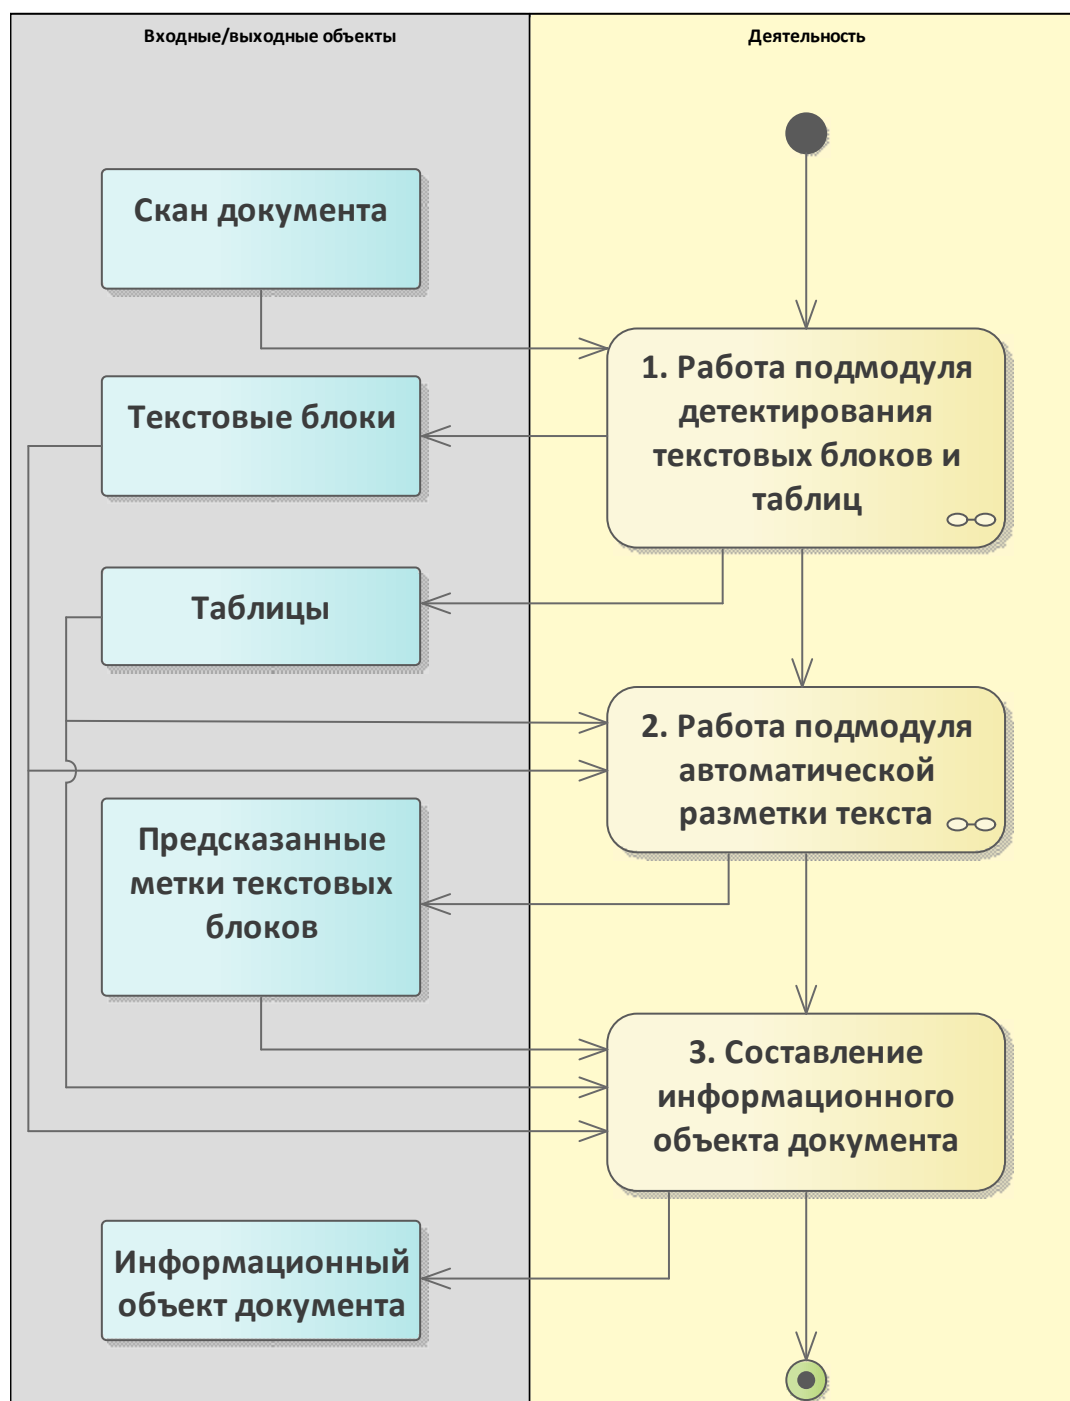 Входные/выходные объекты
Деятельность
Скан документа
1. Работа подмодуля
детектирования
текстовых блоков и
таблиц
Текстовые блоки
Таблицы
2. Работа подмодуля
автоматической
разметки текста
Предсказанные
метки текстовых
блоков
3. Составление
информационного
объекта документа
Информационный
объект документа